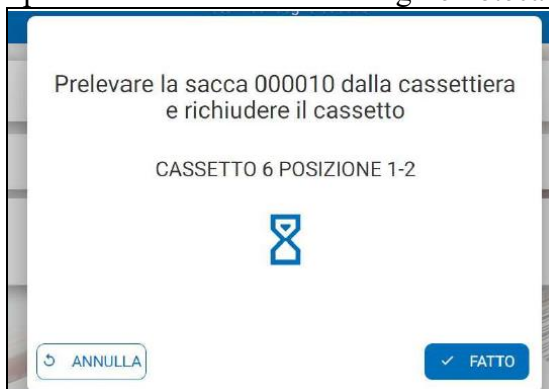 Prelevare la sacca 000010 dalla cassettiera
e richiudere il cassetto
CASSETTO 6 POSIZIONE 1-2
ANNULLA
FATTO